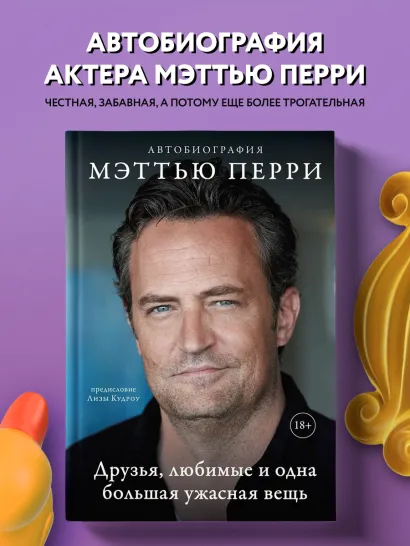 АВТОБИОГРАФИЯ
АКТЕРА МЭТТЬЮ ПЕРРИ
ЧЕСТНАЯ, ЗАБАВНАЯ, А ПОТОМУ ЕЩЕ БОЛЕЕ ТРОГАТЕЛЬНАЯ
АВТОБИОГРАФИЯ
МЭТТЬЮ ПЕРРИ
предисловие
Лизы Кудроу
18+
Друзья, любимые и одна
большая ужасная вещь